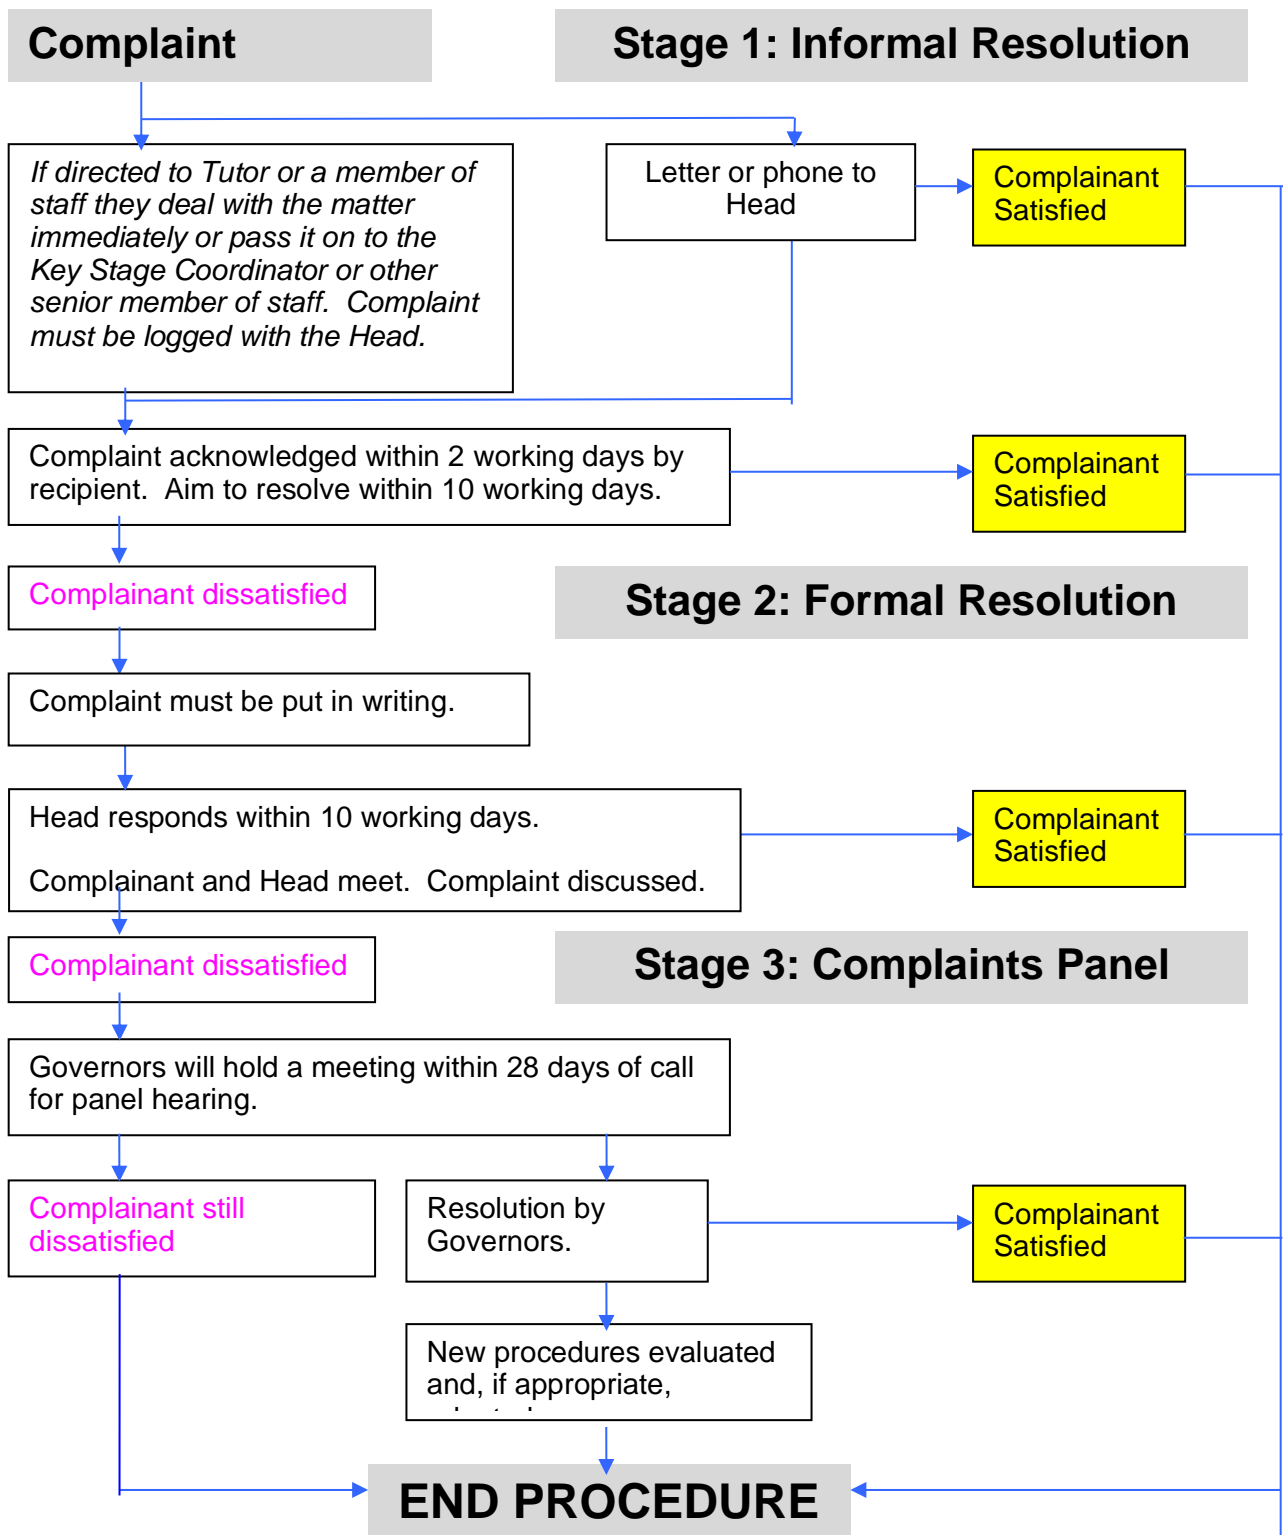 Complaint
Stage 1: Informal Resolution
If directed to Tutor or a member of
staff they deal with the matter
immediately or pass it on to the
Key Stage Coordinator or other
senior member of staff.  Complaint
must be logged with the Head.
Letter or phone to
Head
Complainant
Satisfied
Complaint acknowledged within 2 working days by
recipient.  Aim to resolve within 10 working days.
Complainant
Satisfied
Complainant dissatisfied
Stage 2: Formal Resolution
Complaint must be put in writing.
Head responds within 10 working days.
Complainant and Head meet.  Complaint discussed.
Complainant
Satisfied
Complainant dissatisfied
Stage 3: Complaints Panel
Governors will hold a meeting within 28 days of call
for panel hearing.
Complainant still
dissatisfied
Resolution by
Governors.
Complainant
Satisfied
New procedures evaluated
and, if appropriate,
END PROCEDURE